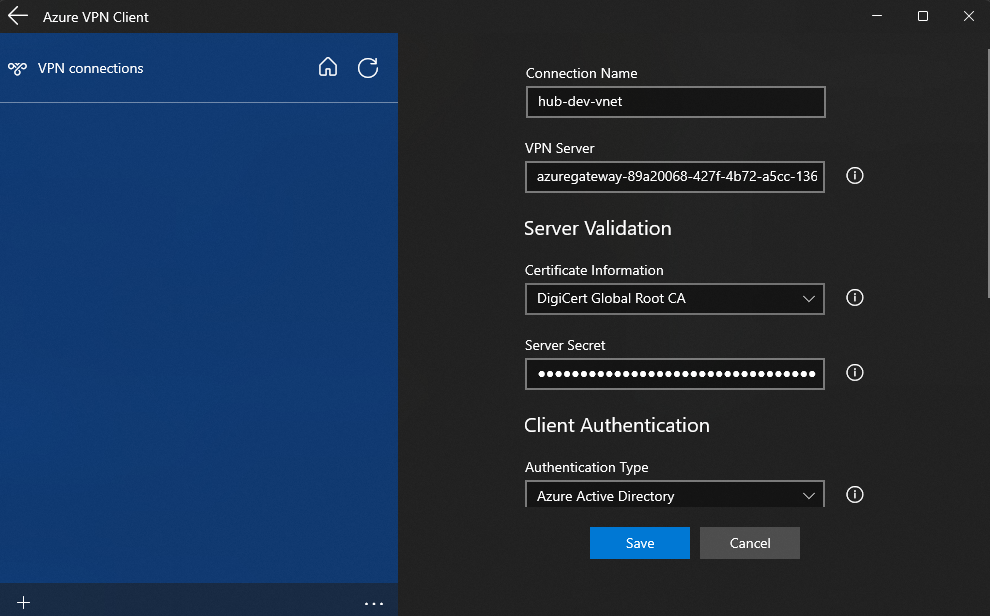 Azure VPN Client
VPN connections
Connection Name
hub-dev-vnet
VPN Server
azuregateway-89a20068-427f-4b72-a5cc-136
Server Validation
Certificate Information
DigiCert Global Root CA
Server Secret
●●●●●●●●●●●●●●●●●●●●●●●●●●●●●●●●
Client Authentication
Authentication Type
Azure Active Directory
Save Cancel